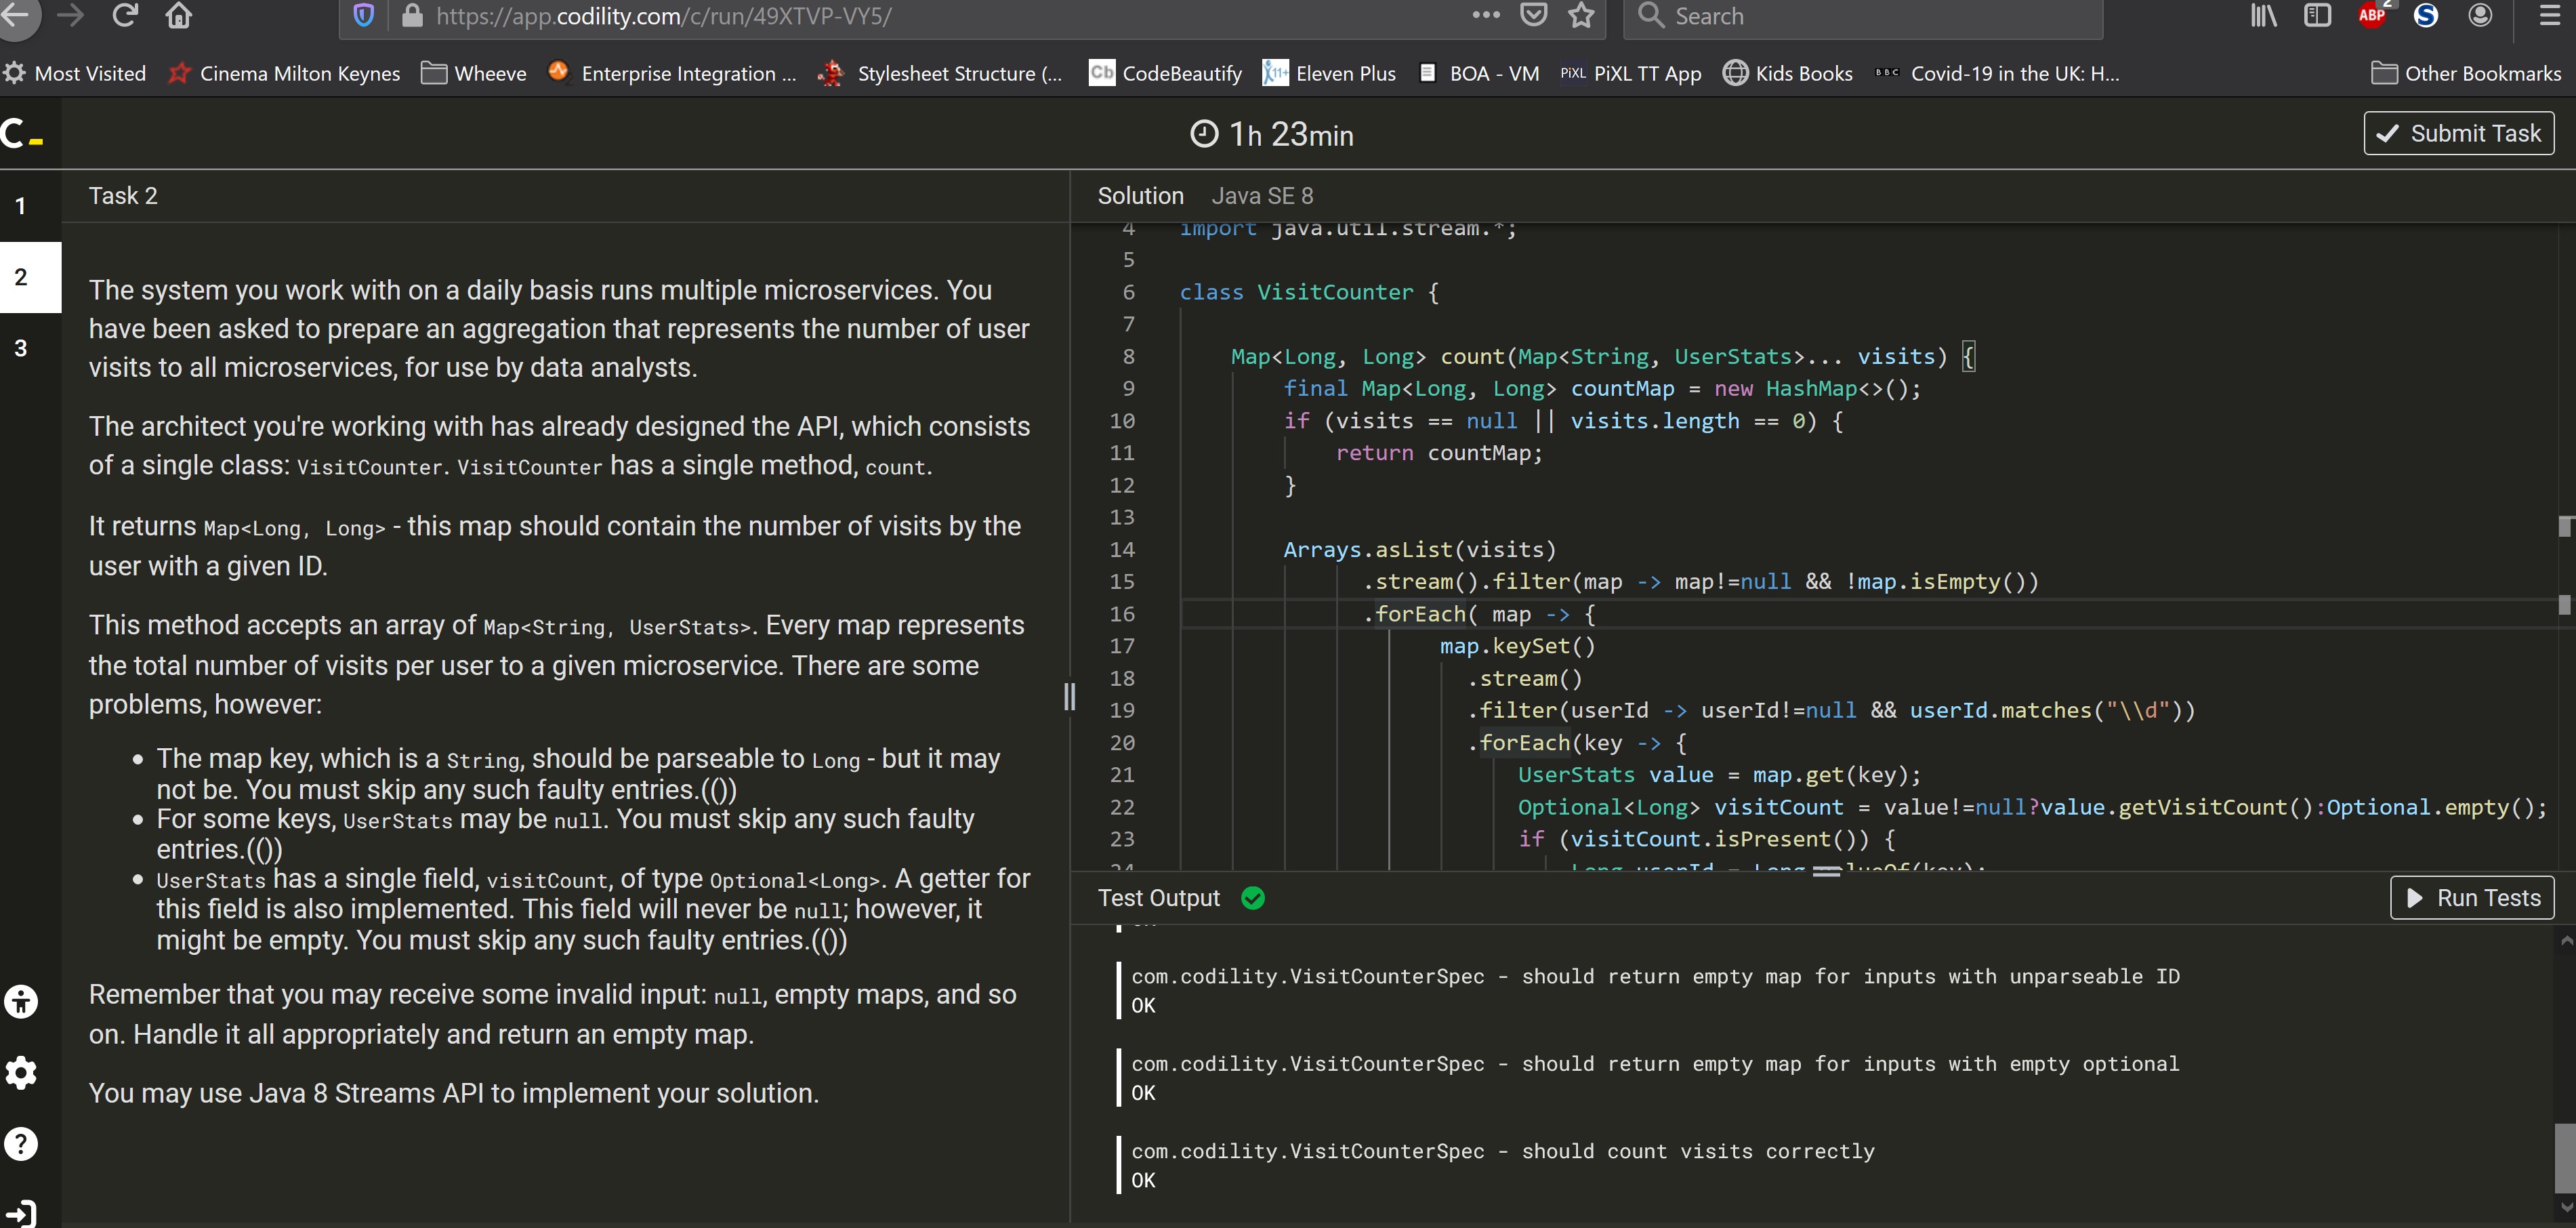 https://app.codility.com/c/run/49XTVP-VY5/
Search
ABP
2
S
Most Visited
Cinema Milton Keynes
Wheeve
Enterprise Integration ...
Stylesheet Structure (...
Cb CodeBeautify
11+ Eleven Plus
BOA - VM
PiXL PiXL TT App
Kids Books
BBC Covid-19 in the UK: H...
Other Bookmarks
C_
1h 23min
Submit Task
1
2
3
Task 2
The system you work with on a daily basis runs multiple microservices. You
have been asked to prepare an aggregation that represents the number of user
visits to all microservices, for use by data analysts.
The architect you're working with has already designed the API, which consists
of a single class: VisitCounter. VisitCounter has a single method, count.
It returns Map<Long, Long> - this map should contain the number of visits by the
user with a given ID.
This method accepts an array of Map<String, UserStats>. Every map represents
the total number of visits per user to a given microservice. There are some
problems, however:
• The map key, which is a String, should be parseable to Long - but it may
not be. You must skip any such faulty entries.(())
• For some keys, UserStats may be null. You must skip any such faulty
entries.(())
• UserStats has a single field, visitCount, of type Optional<Long>. A getter for
this field is also implemented. This field will never be null; however, it
might be empty. You must skip any such faulty entries.(())
Remember that you may receive some invalid input: null, empty maps, and so
on. Handle it all appropriately and return an empty map.
You may use Java 8 Streams API to implement your solution.
?
Solution Java SE 8
4 import java.util.stream.*;
5
6 class VisitCounter {
7
8 Map<Long, Long> count(Map<String, UserStats>... visits) {
9 final Map<Long, Long> countMap = new HashMap<>();
10 if (visits == null || visits.length == 0) {
11 return countMap;
12 }
13
14 Arrays.asList(visits)
15 .stream().filter(map -> map!=null && !map.isEmpty())
16 .forEach( map -> {
17 map.keySet()
18 .stream()
19 .filter(userId -> userId!=null && userId.matches("\\d"))
20 .forEach(key -> {
21 UserStats value = map.get(key);
22 Optional<Long> visitCount = value!=null?value.getVisitCount():Optional.empty();
23 if (visitCount.isPresent()) {
24 Long userId = Long
Test Output
Run Tests
com.codility.VisitCounterSpec - should return empty map for inputs with unparseable ID
OK
com.codility.VisitCounterSpec - should return empty map for inputs with empty optional
OK
com.codility.VisitCounterSpec - should count visits correctly
OK